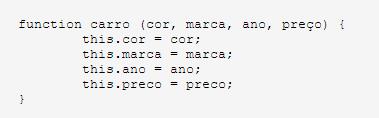 function carro (cor, marca, ano, preço) {
this.cor = cor;
this.marca = marca;
this.ano = ano;
this.preco = preco;
}